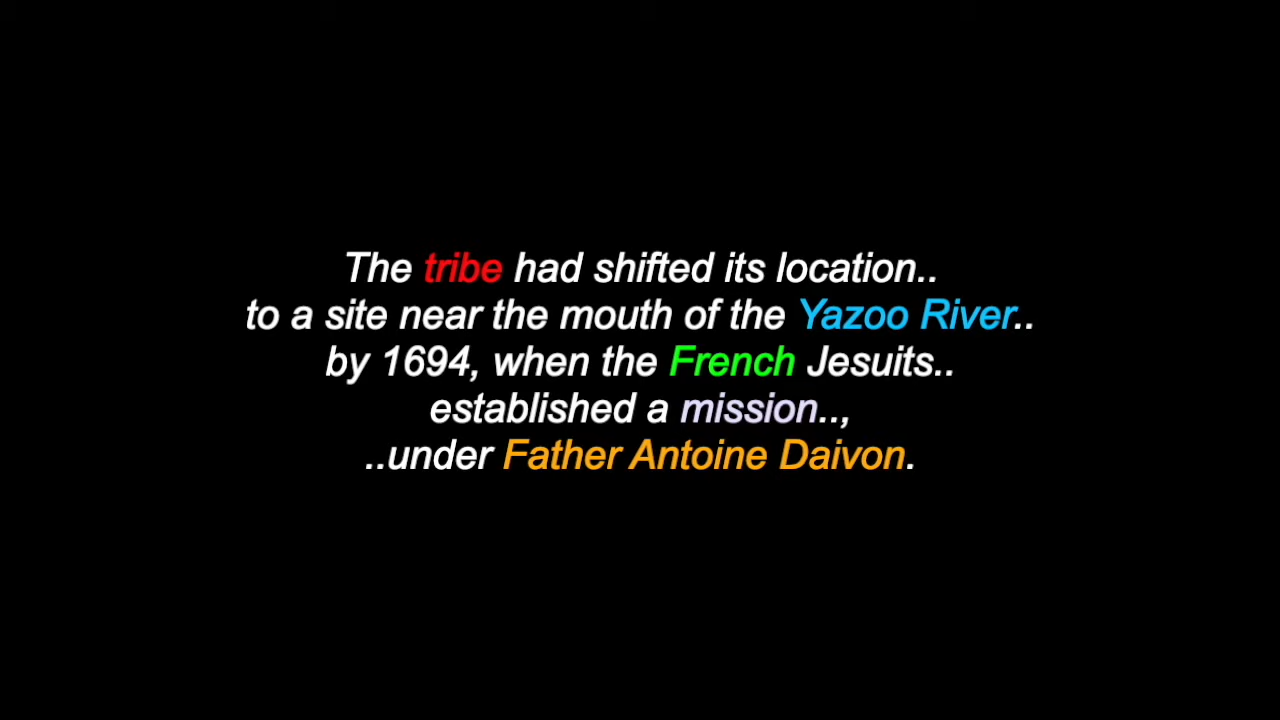 The tribe had shifted its location..
to a site near the mouth of the Yazoo River..
by 1694, when the French Jesuits..
established a mission..,
..under Father Antoine Daivon.